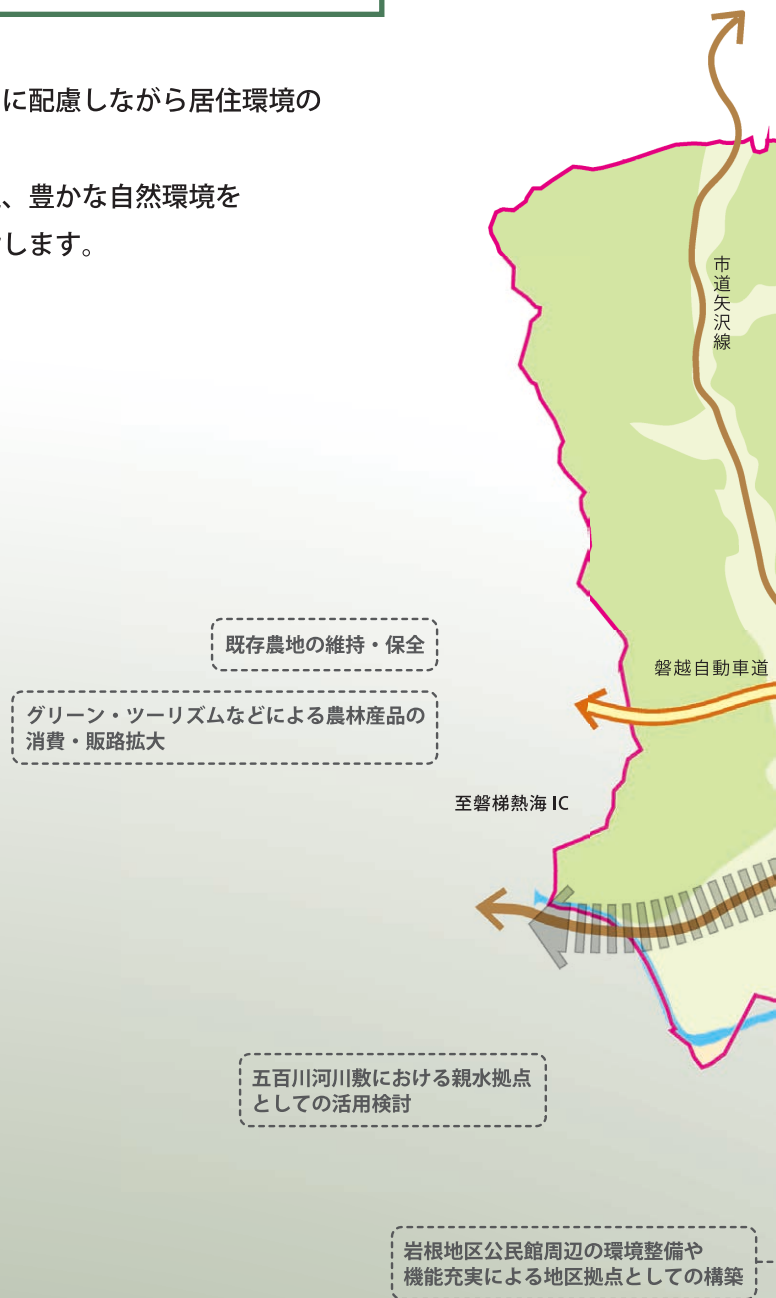 に配慮しながら居住環境の
、豊かな自然環境を
します。
市道矢沢線
既存農地の維持・保全
磐越自動車道
グリーン・ツーリズムなどによる農林産品の
消費・販路拡大
至磐梯熱海 IC
五百川河川敷における親水拠点
としての活用検討
岩根地区公民館周辺の環境整備や
機能充実による地区拠点としての構築